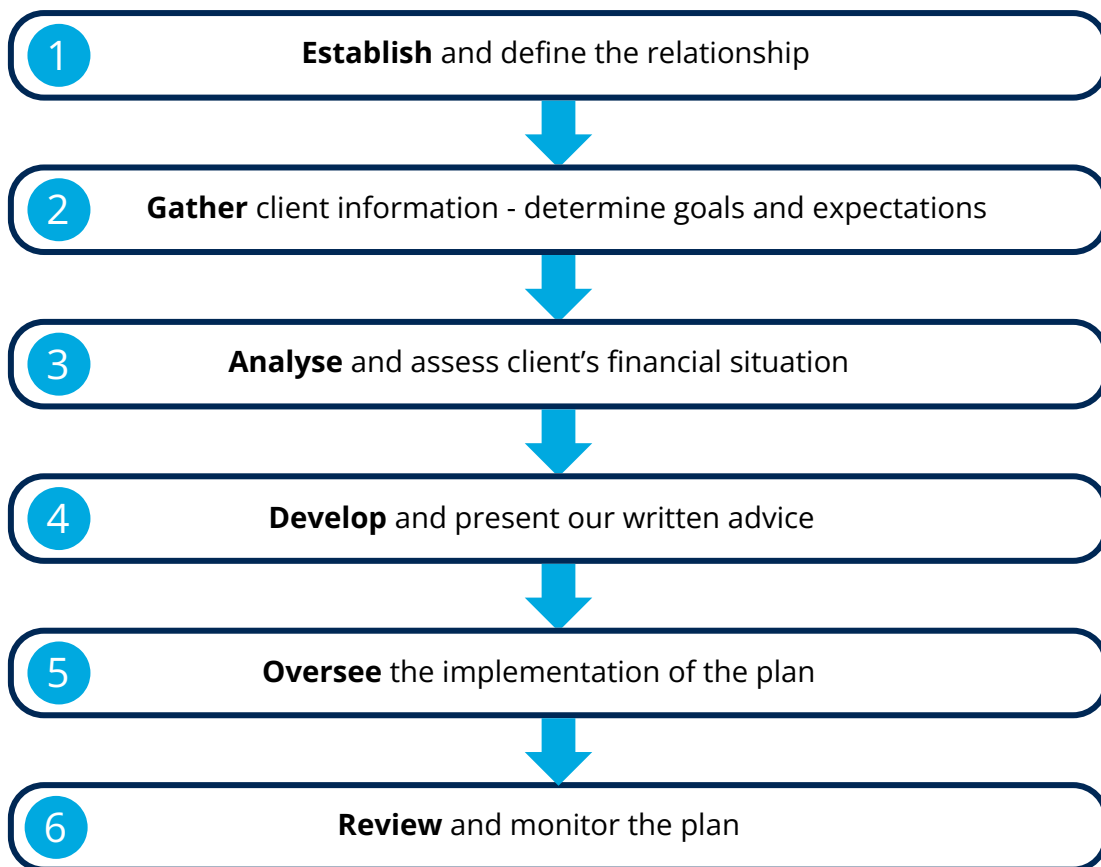 1
Establish and define the relationship
2
Gather client information - determine goals and expectations
3
Analyse and assess client’s financial situation
4
Develop and present our written advice
5
Oversee the implementation of the plan
6
Review and monitor the plan